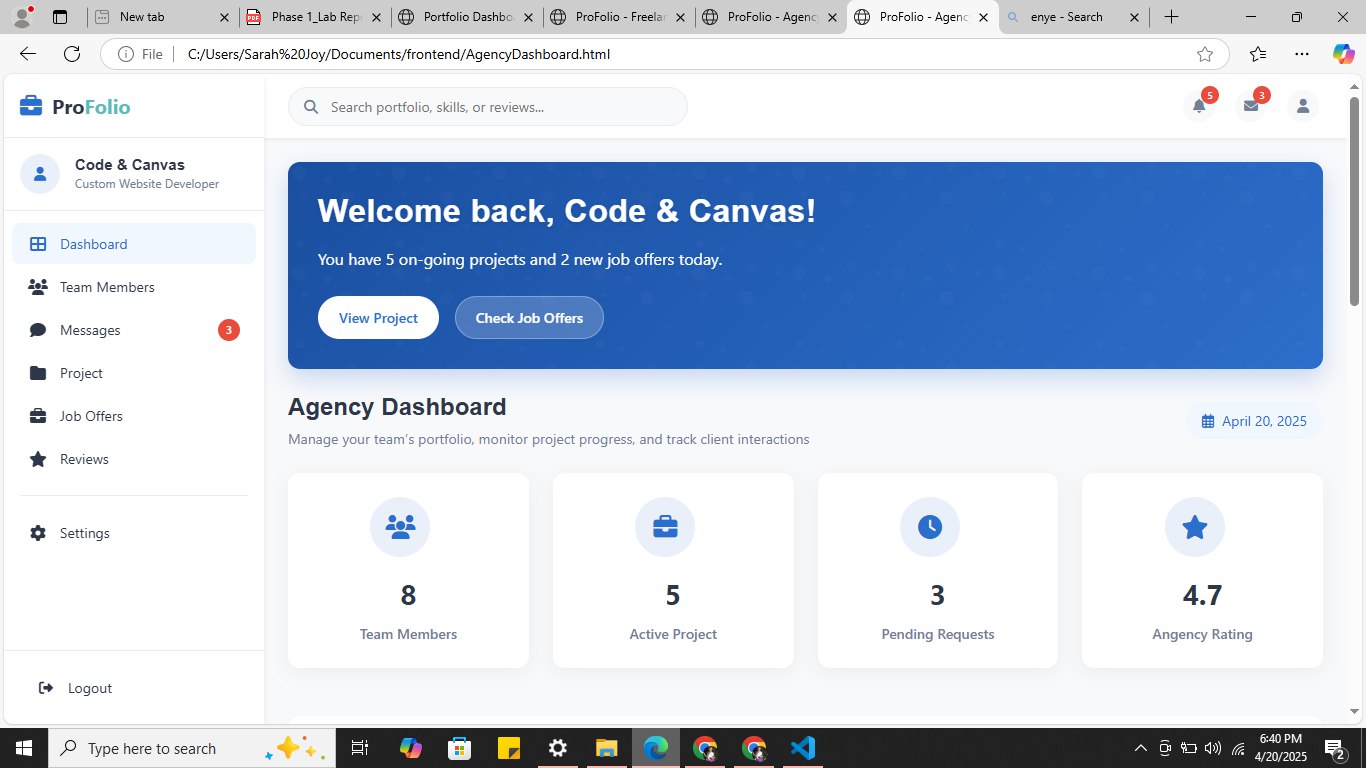 New tab
Phase 1_Lab Repo
Portfolio Dashbo
ProFolio - Freelan
ProFolio - Agency
ProFolio - Agency
enye - Search
File
C:/Users/Sarah%20Joy/Documents/frontend/AgencyDashboard.html
ProFolio
Search portfolio, skills, or reviews...
5
3
Code & Canvas
Custom Website Developer
Welcome back, Code & Canvas!
You have 5 on-going projects and 2 new job offers today.
View Project
Check Job Offers
Dashboard
Team Members
Messages
3
Project
Job Offers
Reviews
Settings
Logout
Agency Dashboard
Manage your team's portfolio, monitor project progress, and track client interactions
April 20, 2025
8
Team Members
5
Active Project
3
Pending Requests
4.7
Angency Rating
Type here to search
6:40 PM
4/20/2025
2